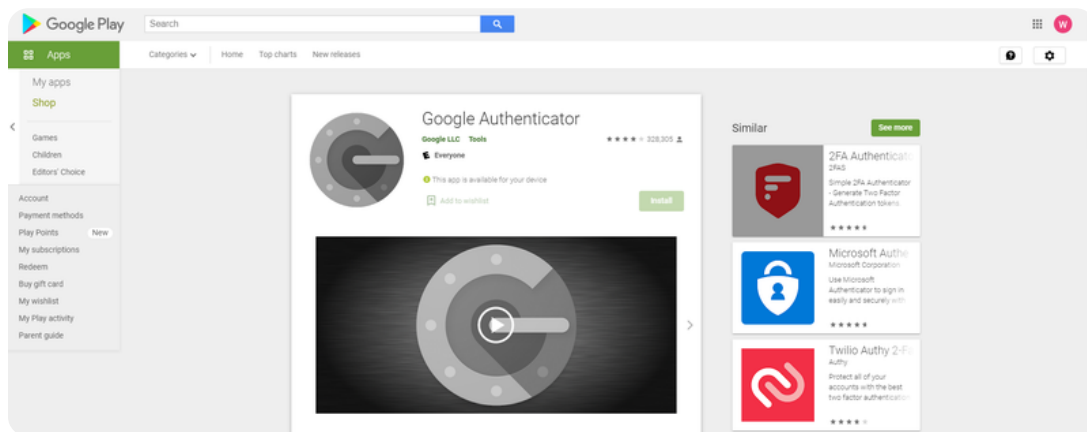 Google Play
Search
W
Apps
Categories
Home
Top charts
New releases
My apps
Shop
Games
Children
Editors' Choice
Account
Payment methods
Play Points New
My subscriptions
Redeem
Buy gift card
My wishlist
My Play activity
Parent guide
Google Authenticator
Google LLC Tools
328,305
E Everyone
This app is available for your device
Add to wishlist
Install
Similar
See more
2FA Authenticato
2FAS
Simple 2FA Authenticator
- Generate Two Factor
Authentication tokens
Microsoft Authe
Microsoft Corporation
Use Microsoft
Authenticator to sign in
easily and securely with
Twilio Authy 2-Fa
Authy
Protect all of your
accounts with the best
two factor authentication